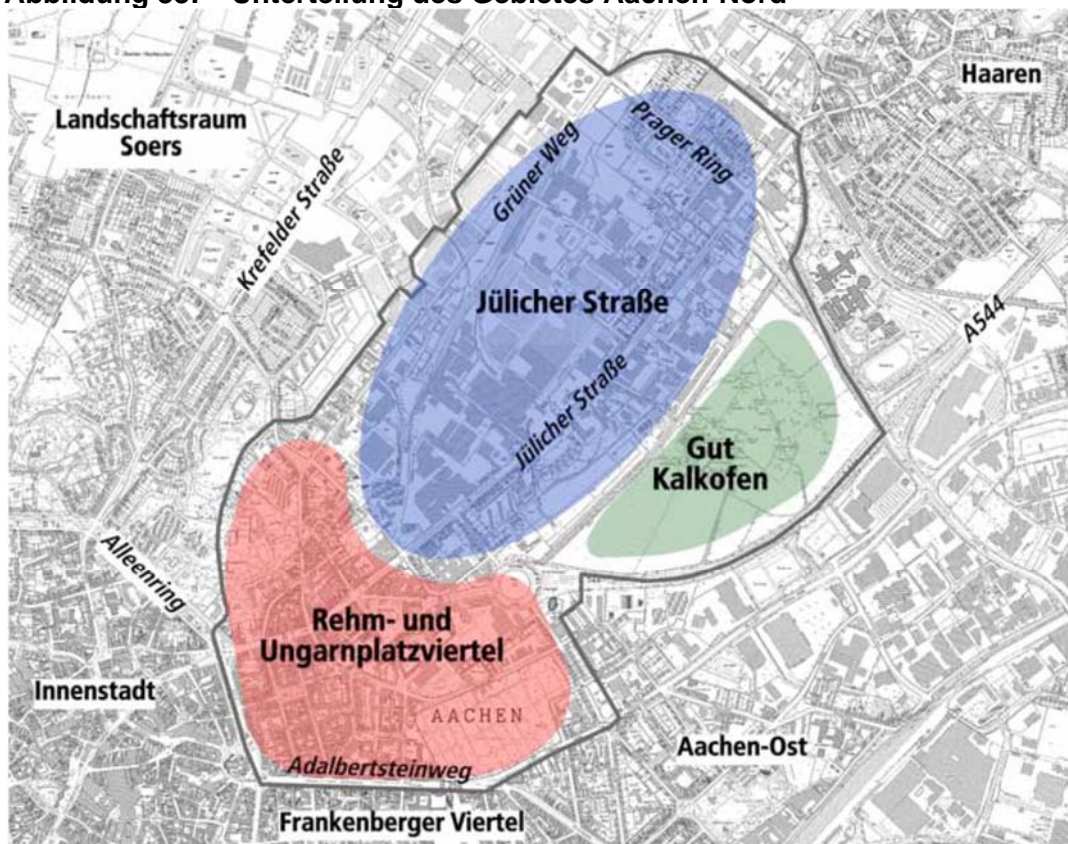 Abbildung 35: Unterteilung des Gebietes Aachen-Nord
Haaren
Landschaftsraum
Soers
Prager Ring
Grüner Weg
Krefelder Straße
Jülicher Straße
A544
Jülicher Straße
Gut
Kalkofen
Alleenring
Rehm- und
Ungarnplatzviertel
Innenstadt
AACHEN
Aachen-Ost
Adalbertsteinweg
Frankenberger Viertel